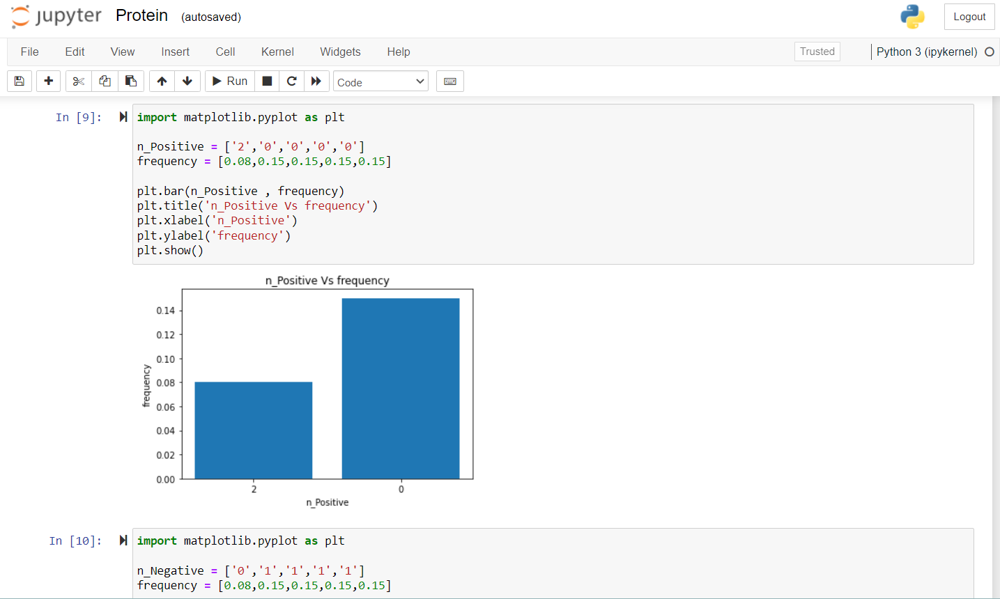 jupyter Protein (autosaved)
Logout
File Edit View Insert Cell Kernel Widgets Help
Trusted
Python 3 (ipykernel)
Run
Code
In [9]:
import matplotlib.pyplot as plt
n_Positive = ['2','0','0','0','0']
frequency = [0.08,0.15,0.15,0.15,0.15]
plt.bar(n_Positive , frequency)
plt.title('n_Positive Vs frequency')
plt.xlabel('n_Positive')
plt.ylabel('frequency')
plt.show()
n_Positive Vs frequency
0.14
0.12
0.10
0.08
0.06
0.04
0.02
0.00
frequency
2 0
n_Positive
In [10]:
import matplotlib.pyplot as plt
n_Negative = ['0','1','1','1','1']
frequency = [0.08,0.15,0.15,0.15,0.15]